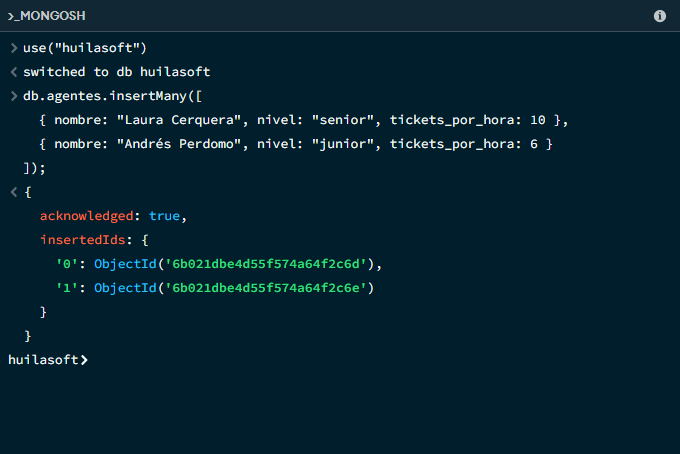 >_MONGOSH
> use("huilasoft")
< switched to db huilasoft
> db.agentes.insertMany([
{ nombre: "Laura Cerquera", nivel: "senior", tickets_por_hora: 10 },
{ nombre: "Andrés Perdomo", nivel: "junior", tickets_por_hora: 6 }
]);
< {
acknowledged: true,
insertedIds: {
'0': ObjectId('6b021dbe4d55f574a64f2c6d'),
'1': ObjectId('6b021dbe4d55f574a64f2c6e')
}
}
huilasoft>